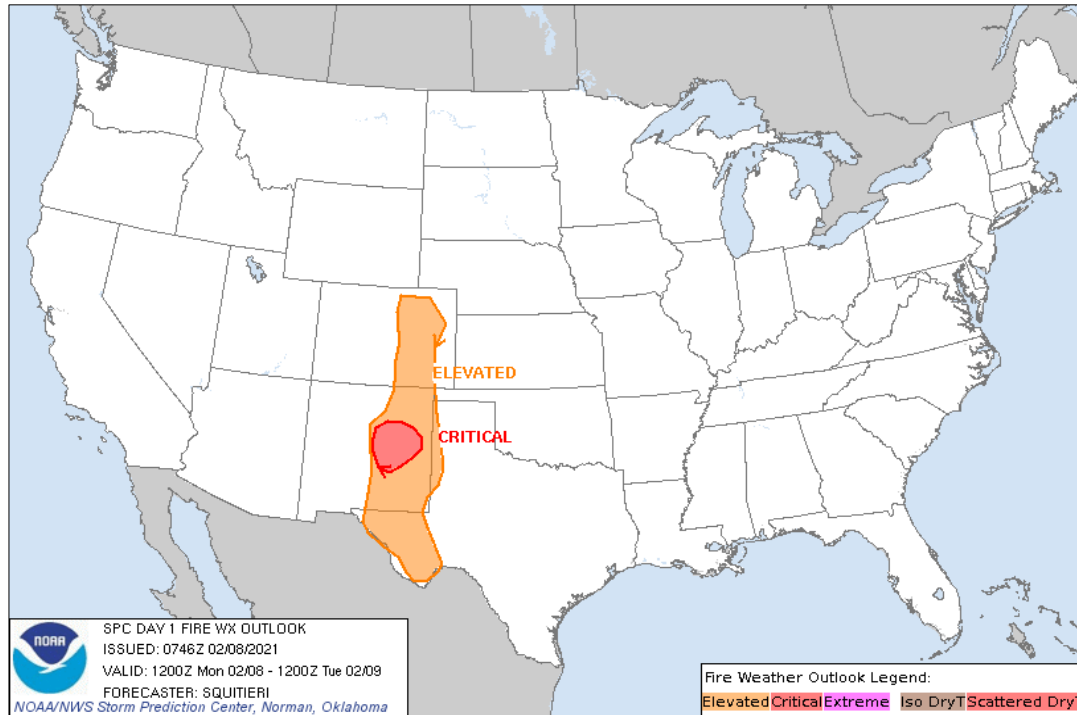 ELEVATED
CRITICAL
NOAA
SPC DAY 1 FIRE WX OUTLOOK
ISSUED: 0746Z 02/08/2021
VALID: 1200Z Mon 02/08 - 1200Z Tue 02/09
FORECASTER: SQUITIERI
NOAA/NWS Storm Prediction Center, Norman, Oklahoma
Fire Weather Outlook Legend:
Elevated Critical Extreme Iso DryT Scattered DryT